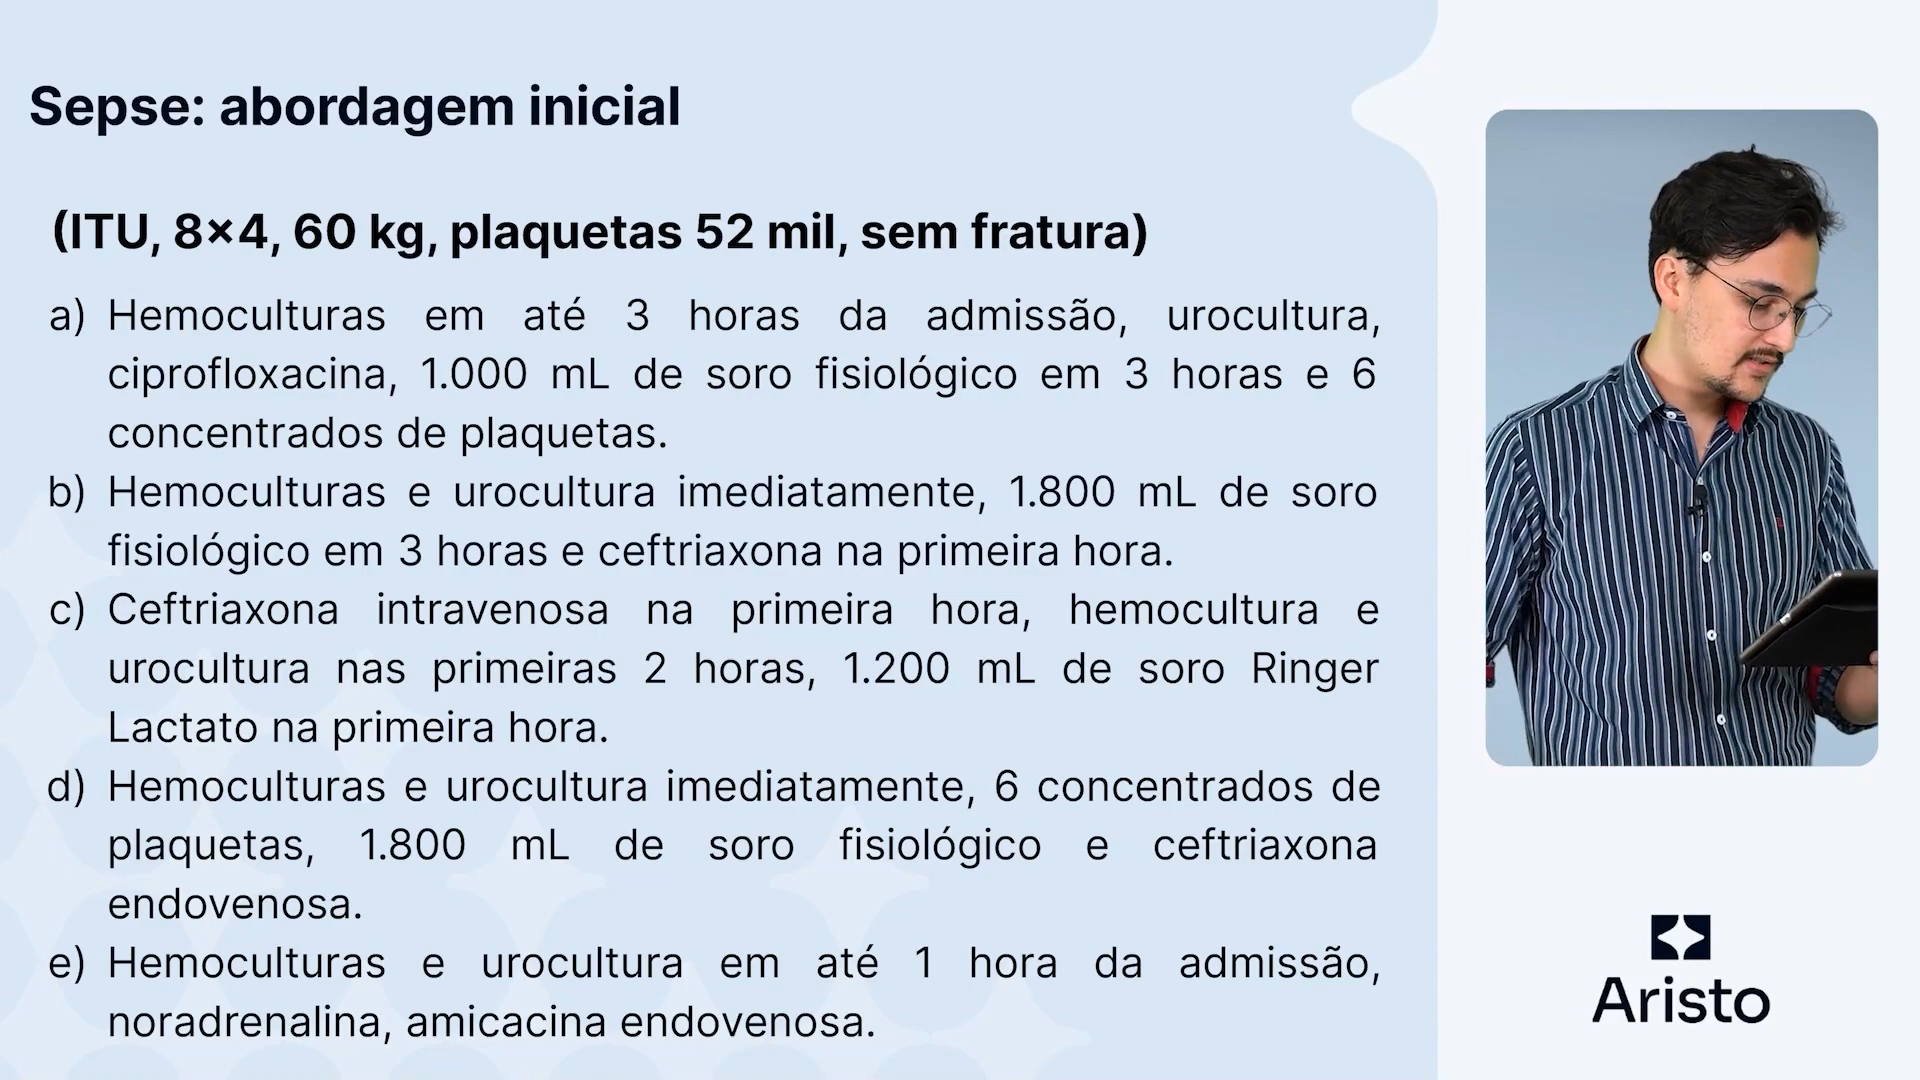 Sepse: abordagem inicial
(ITU, 8×4, 60 kg, plaquetas 52 mil, sem fratura)
a) Hemoculturas em até 3 horas da admissão, urocultura,
ciprofloxacina, 1.000 mL de soro fisiológico em 3 horas e 6
concentrados de plaquetas.
b) Hemoculturas e urocultura imediatamente, 1.800 mL de soro
fisiológico em 3 horas e ceftriaxona na primeira hora.
c) Ceftriaxona intravenosa na primeira hora, hemocultura e
urocultura nas primeiras 2 horas, 1.200 mL de soro Ringer
Lactato na primeira hora.
d) Hemoculturas e urocultura imediatamente, 6 concentrados de
plaquetas, 1.800 mL de soro fisiológico e ceftriaxona
endovenosa.
e) Hemoculturas e urocultura em até 1 hora da admissão,
noradrenalina, amicacina endovenosa.
Aristo